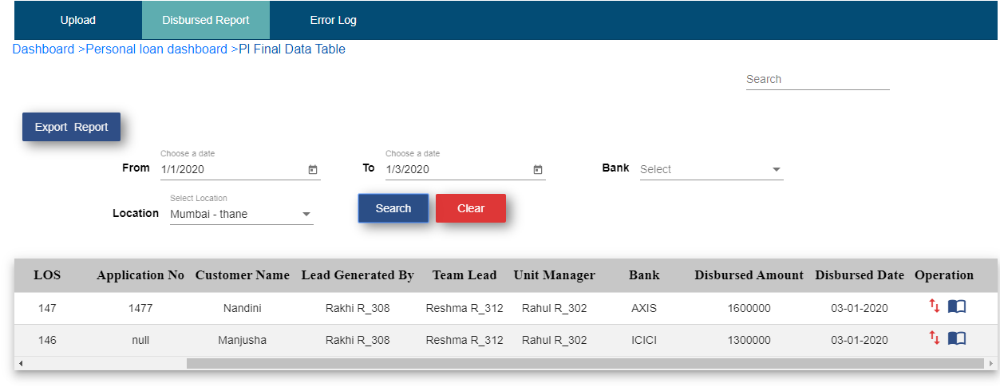 Upload Disbursed Report Error Log
Dashboard >Personal loan dashboard >Pl Final Data Table
Search
Export Report
Choose a date Choose a date
From 1/1/2020 To 1/3/2020 Bank Select
Select Location
Location Mumbai - thane Search Clear
LOS Application No Customer Name Lead Generated By Team Lead Unit Manager Bank Disbursed Amount Disbursed Date Operation
147 1477 Nandini Rakhi R_308 Reshma R_312 Rahul R_302 AXIS 1600000 03-01-2020
146 null Manjusha Rakhi R_308 Reshma R_312 Rahul R_302 ICICI 1300000 03-01-2020